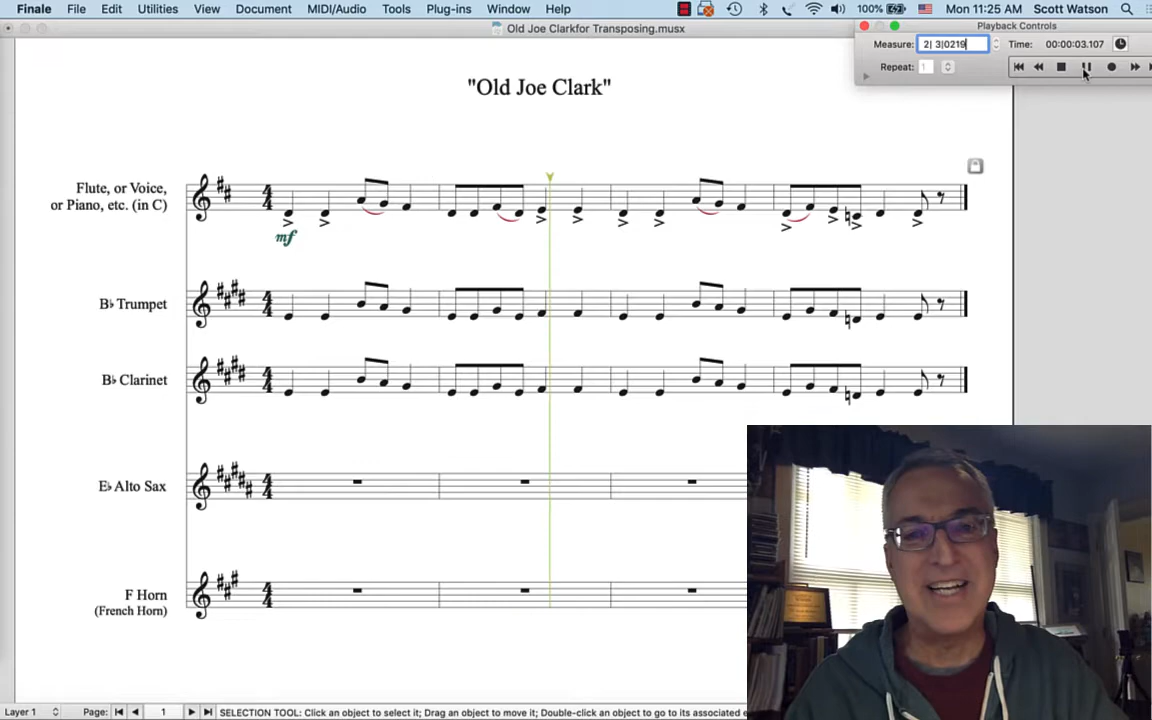 Finale File Edit Utilities View Document MIDI/Audio Tools Plug-ins Window Help 100% Mon 11:25 AM Scott Watson
Old Joe Clarkfor Transposing.musx
Playback Controls
Measure: 2| 3|0219 Time: 00:00:03.107
Repeat: 1
"Old Joe Clark"
Flute, or Voice,
or Piano, etc. (in C)
mf
B♭ Trumpet
B♭ Clarinet
E♭ Alto Sax
F Horn
(French Horn)
Layer 1 Page: 1 SELECTION TOOL: Click an object to select it; Drag an object to move it; Double-click an object to go to its associated